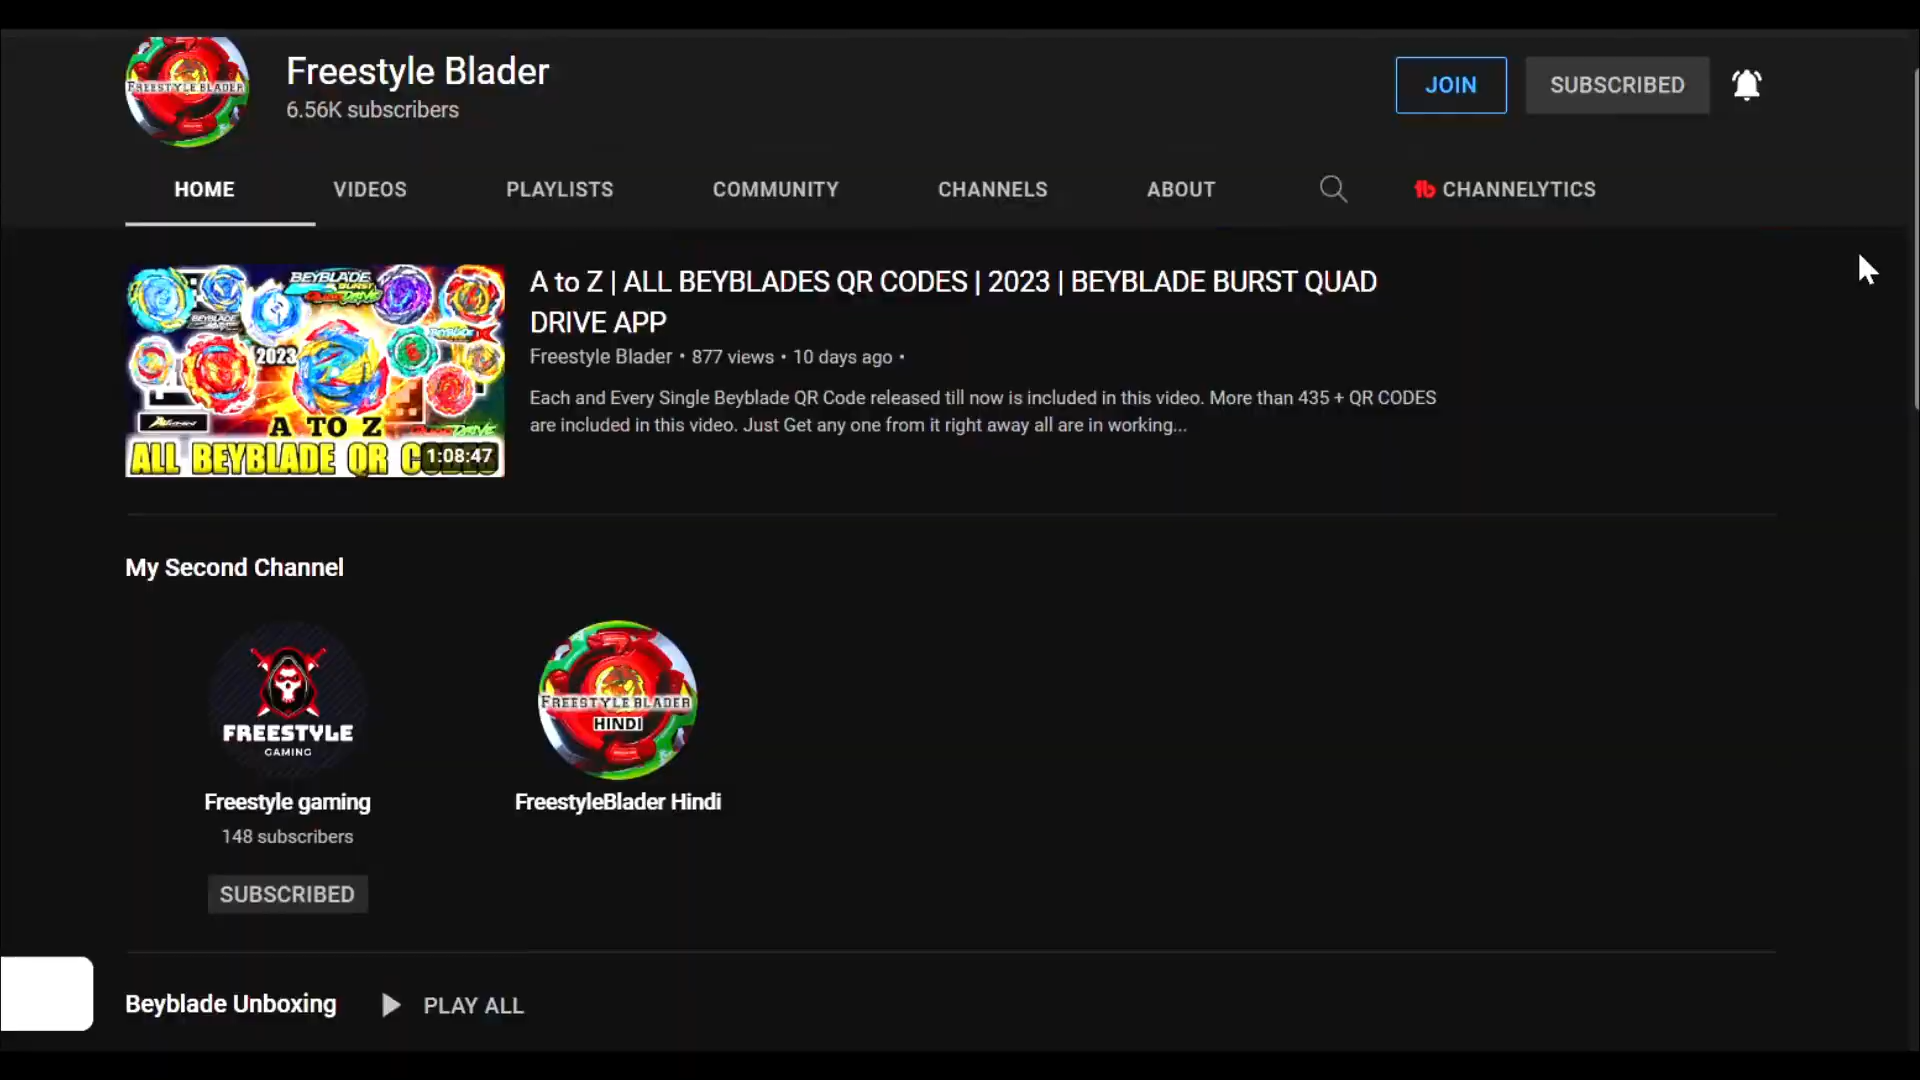 FREESTYLE BLADER
Freestyle Blader
6.56K subscribers
JOIN
SUBSCRIBED
HOME
VIDEOS
PLAYLISTS
COMMUNITY
CHANNELS
ABOUT
CHANNELYTICS
BEYBLADE
BURST
2023
A TO Z
ALL BEYBLADE QR
1:08:47
A to Z | ALL BEYBLADES QR CODES | 2023 | BEYBLADE BURST QUAD
DRIVE APP
Freestyle Blader • 877 views • 10 days ago •
Each and Every Single Beyblade QR Code released till now is included in this video. More than 435 + QR CODES
are included in this video. Just Get any one from it right away all are in working...
My Second Channel
FREESTYLE
GAMING
Freestyle gaming
148 subscribers
SUBSCRIBED
FREESTYLE BLADER
HINDI
FreestyleBlader Hindi
Beyblade Unboxing
PLAY ALL